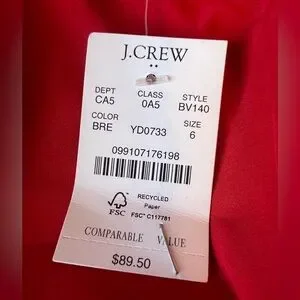 J.CREW
DEPT CLASS STYLE
CA5 0A5 BV140
COLOR SIZE
BRE YD0733 6
099107176198
FSC
RECYCLED
Paper
FSC® C117761
COMPARABLE VALUE
$89.50